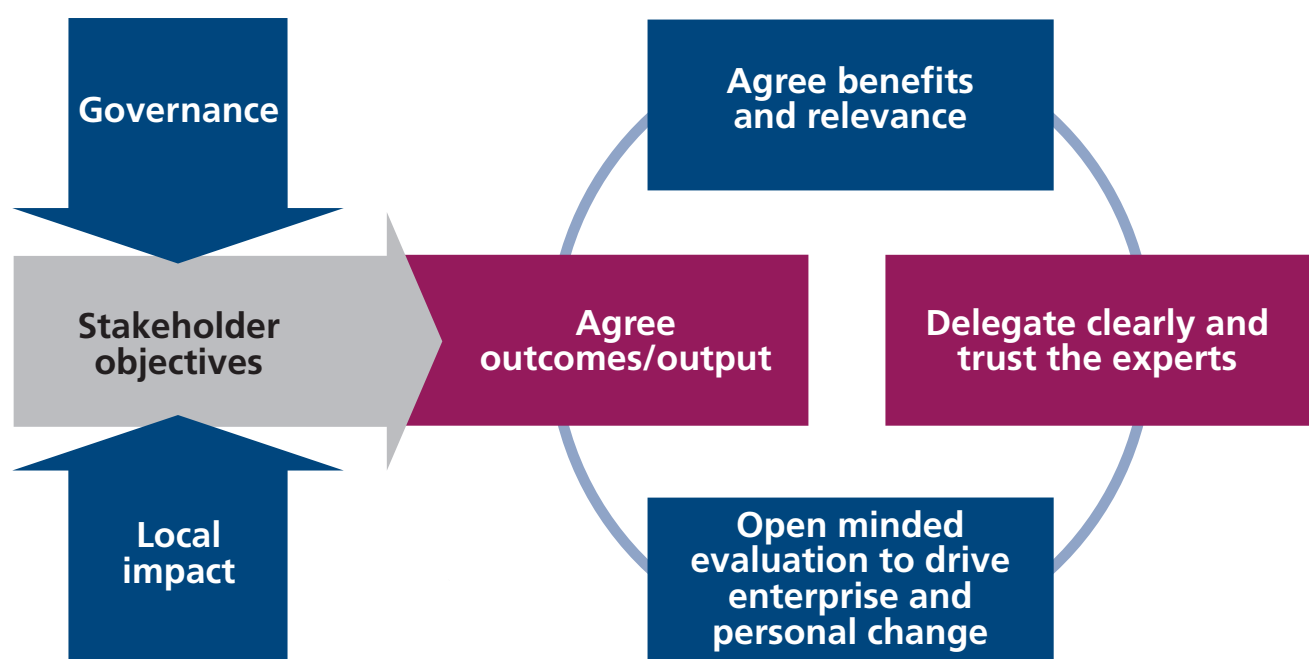 Governance
Stakeholder
objectives
Local
impact
Agree benefits
and relevance
Agree
outcomes/output
Delegate clearly and
trust the experts
Open minded
evaluation to drive
enterprise and
personal change